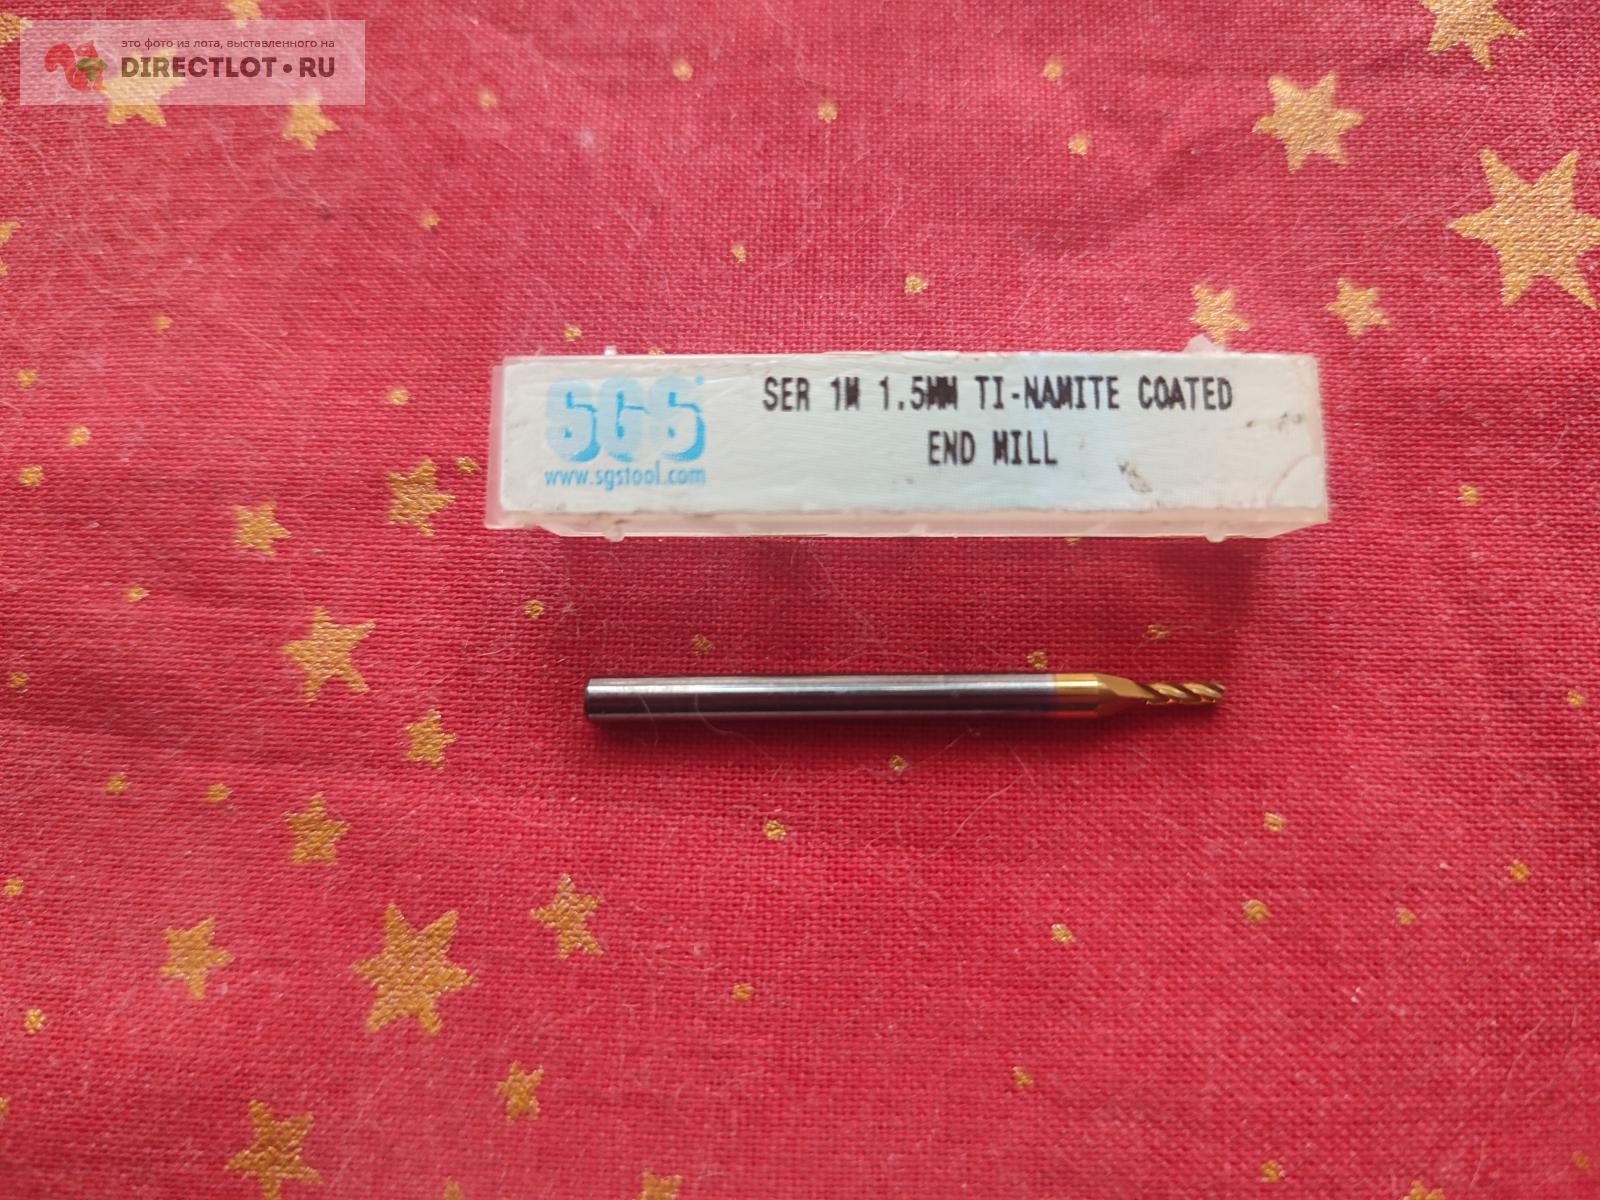 это фото из лота, выставленного на
DIRECTLOT•RU
SGS
SER 1M 1.5MM TI-NAMITE COATED
END MILL
www.sgstool.com